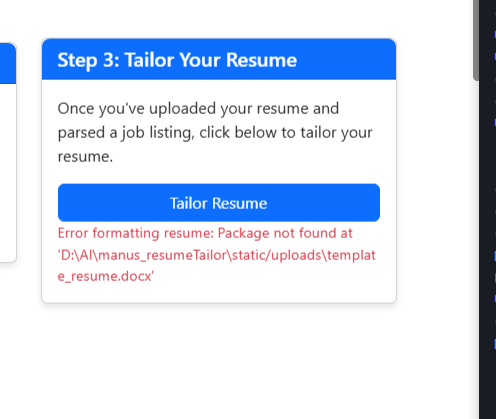 Step 3: Tailor Your Resume
Once you've uploaded your resume and
parsed a job listing, click below to tailor your
resume.
Tailor Resume
Error formatting resume: Package not found at
'D:\AI\manus_resumeTailor\static/uploads\templat
e_resume.docx'